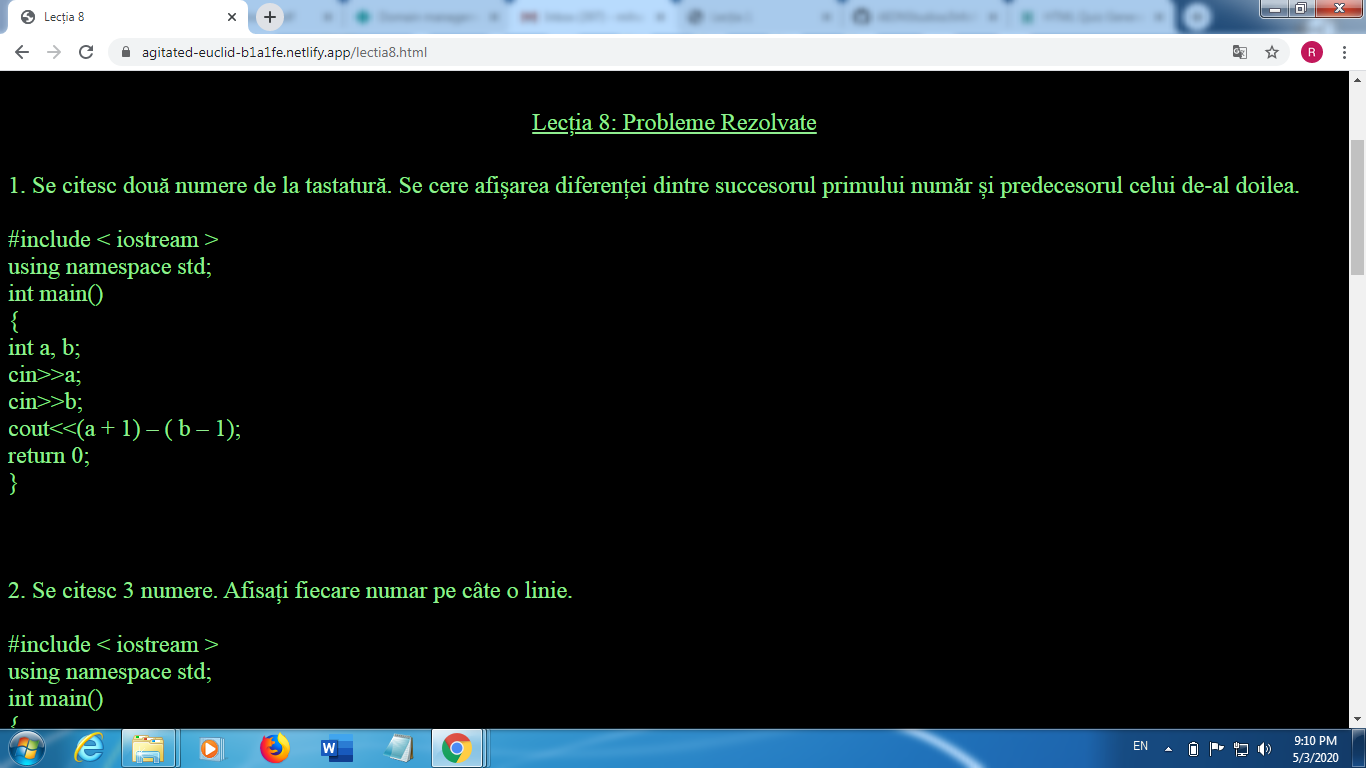 Lecția 8
agitated-euclid-b1a1fe.netlify.app/lectia8.html
R
Lecția 8: Probleme Rezolvate
1. Se citesc două numere de la tastatură. Se cere afișarea diferenței dintre succesorul primului număr și predecesorul celui de-al doilea.
#include < iostream >
using namespace std;
int main()
{
int a, b;
cin>>a;
cin>>b;
cout<<(a + 1) – ( b – 1);
return 0;
}
2. Se citesc 3 numere. Afisați fiecare numar pe câte o linie.
#include < iostream >
using namespace std;
int main()
{
EN
9:10 PM
5/3/2020